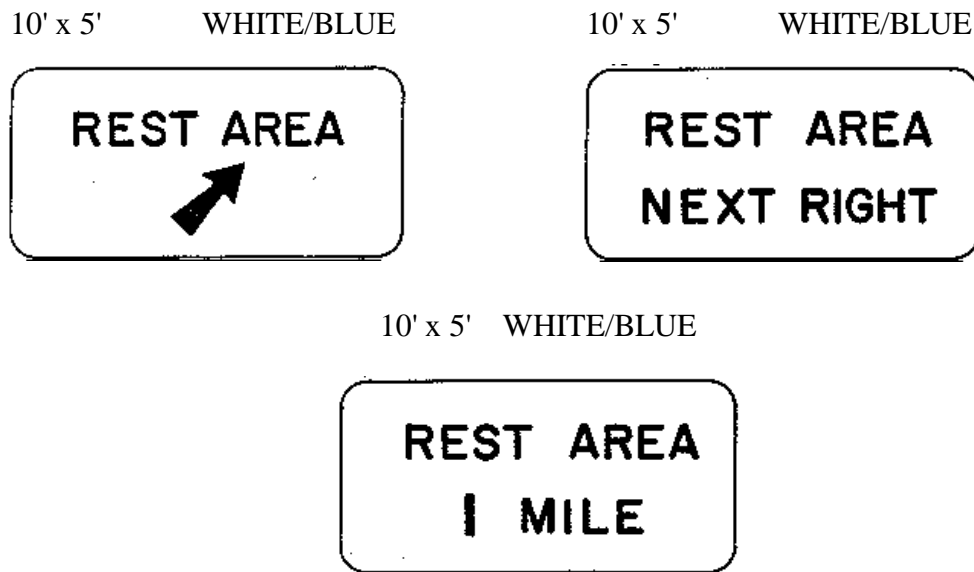 10' x 5' WHITE/BLUE
REST AREA
10' x 5' WHITE/BLUE
REST AREA
NEXT RIGHT
10' x 5' WHITE/BLUE
REST AREA
1 MILE